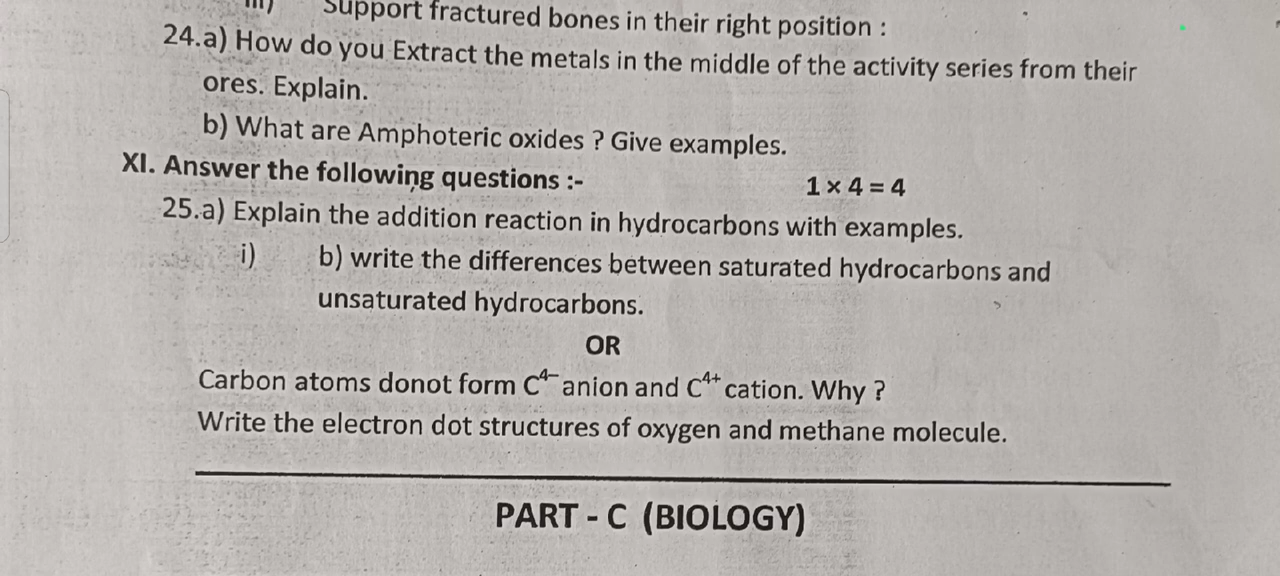 iii) Support fractured bones in their right position :
24.a) How do you Extract the metals in the middle of the activity series from their
ores. Explain.
b) What are Amphoteric oxides ? Give examples.
XI. Answer the following questions :- 1 x 4 = 4
25.a) Explain the addition reaction in hydrocarbons with examples.
i) b) write the differences between saturated hydrocarbons and
unsaturated hydrocarbons.
OR
Carbon atoms donot form C⁴⁻ anion and C⁴⁺ cation. Why ?
Write the electron dot structures of oxygen and methane molecule.
PART - C (BIOLOGY)